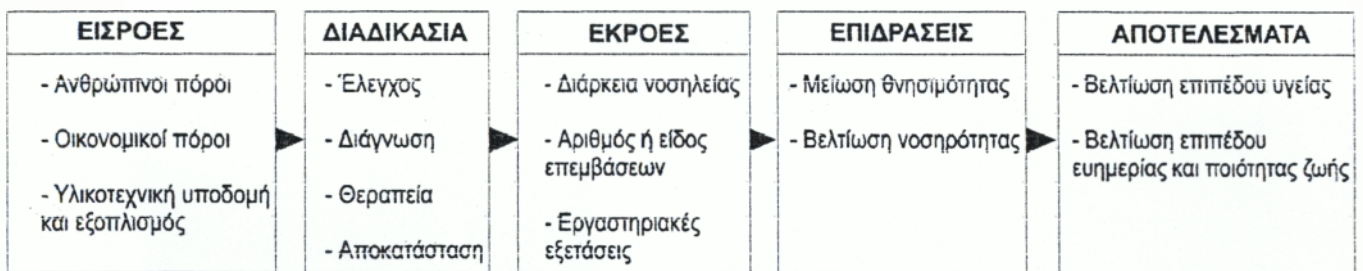 ΕΙΣΡΟΕΣ
- Ανθρώπινοι πόροι
- Οικονομικοί πόροι
- Υλικοτεχνική υποδομή
και εξοπλισμός
ΔΙΑΔΙΚΑΣΙΑ
- Έλεγχος
- Διάγνωση
- Θεραπεία
- Αποκατάσταση
ΕΚΡΟΕΣ
- Διάρκεια νοσηλείας
- Αριθμός ή είδος
επεμβάσεων
- Εργαστηριακές
εξετάσεις
ΕΠΙΔΡΑΣΕΙΣ
- Μείωση θνησιμότητας
- Βελτίωση νοσηρότητας
ΑΠΟΤΕΛΕΣΜΑΤΑ
- Βελτίωση επιπέδου υγείας
- Βελτίωση επιπέδου
ευημερίας και ποιότητας ζωής